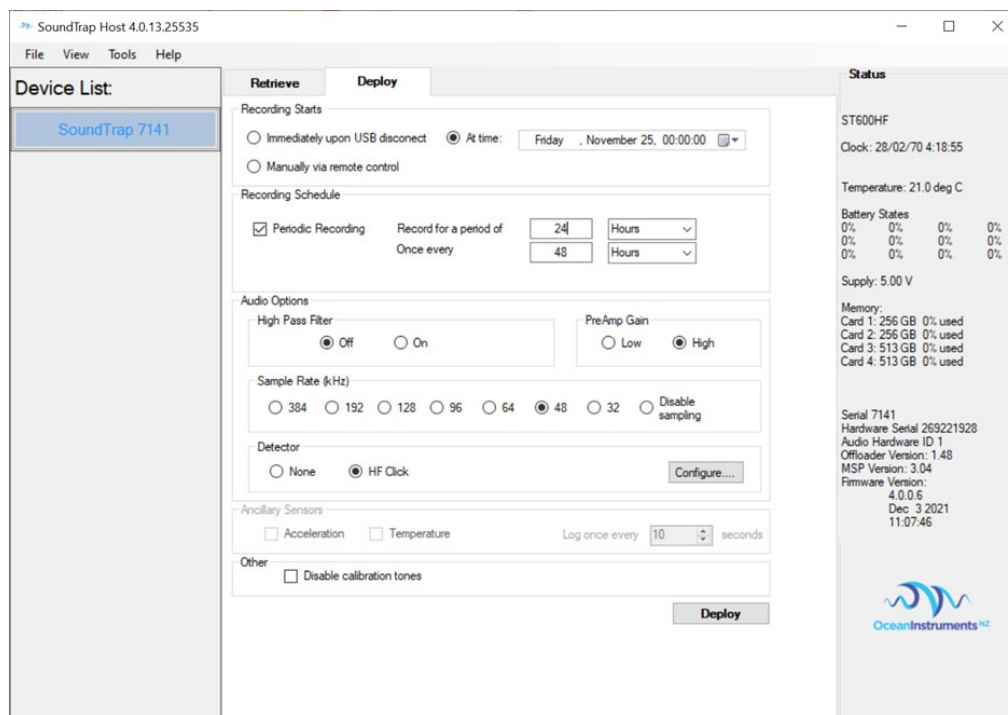 SoundTrap Host 4.0.13.25535
File View Tools Help
Device List:
SoundTrap 7141
Retrieve Deploy
Recording Starts
Immediately upon USB disconect At time: Friday , November 25, 00:00:00
Manually via remote control
Recording Schedule
Periodic Recording Record for a period of 24 Hours
Once every 48 Hours
Audio Options
High Pass Filter
Off On
PreAmp Gain
Low High
Sample Rate (kHz)
384 192 128 96 64 48 32 Disable sampling
Detector
None HF Click Configure....
Ancillary Sensors
Acceleration Temperature Log once every 10 seconds
Other
Disable calibration tones
Deploy
Status
ST600HF
Clock: 28/02/70 4:18:55
Temperature: 21.0 deg C
Battery States
0% 0% 0% 0%
0% 0% 0% 0%
0% 0% 0% 0%
Supply: 5.00 V
Memory:
Card 1: 256 GB 0% used
Card 2: 256 GB 0% used
Card 3: 513 GB 0% used
Card 4: 513 GB 0% used
Serial 7141
Hardware Serial 269221928
Audio Hardware ID 1
Offloader Version: 1.48
MSP Version: 3.04
Firmware Version:
4.0.0.6
Dec 3 2021
11:07:46
OceanInstruments NZ